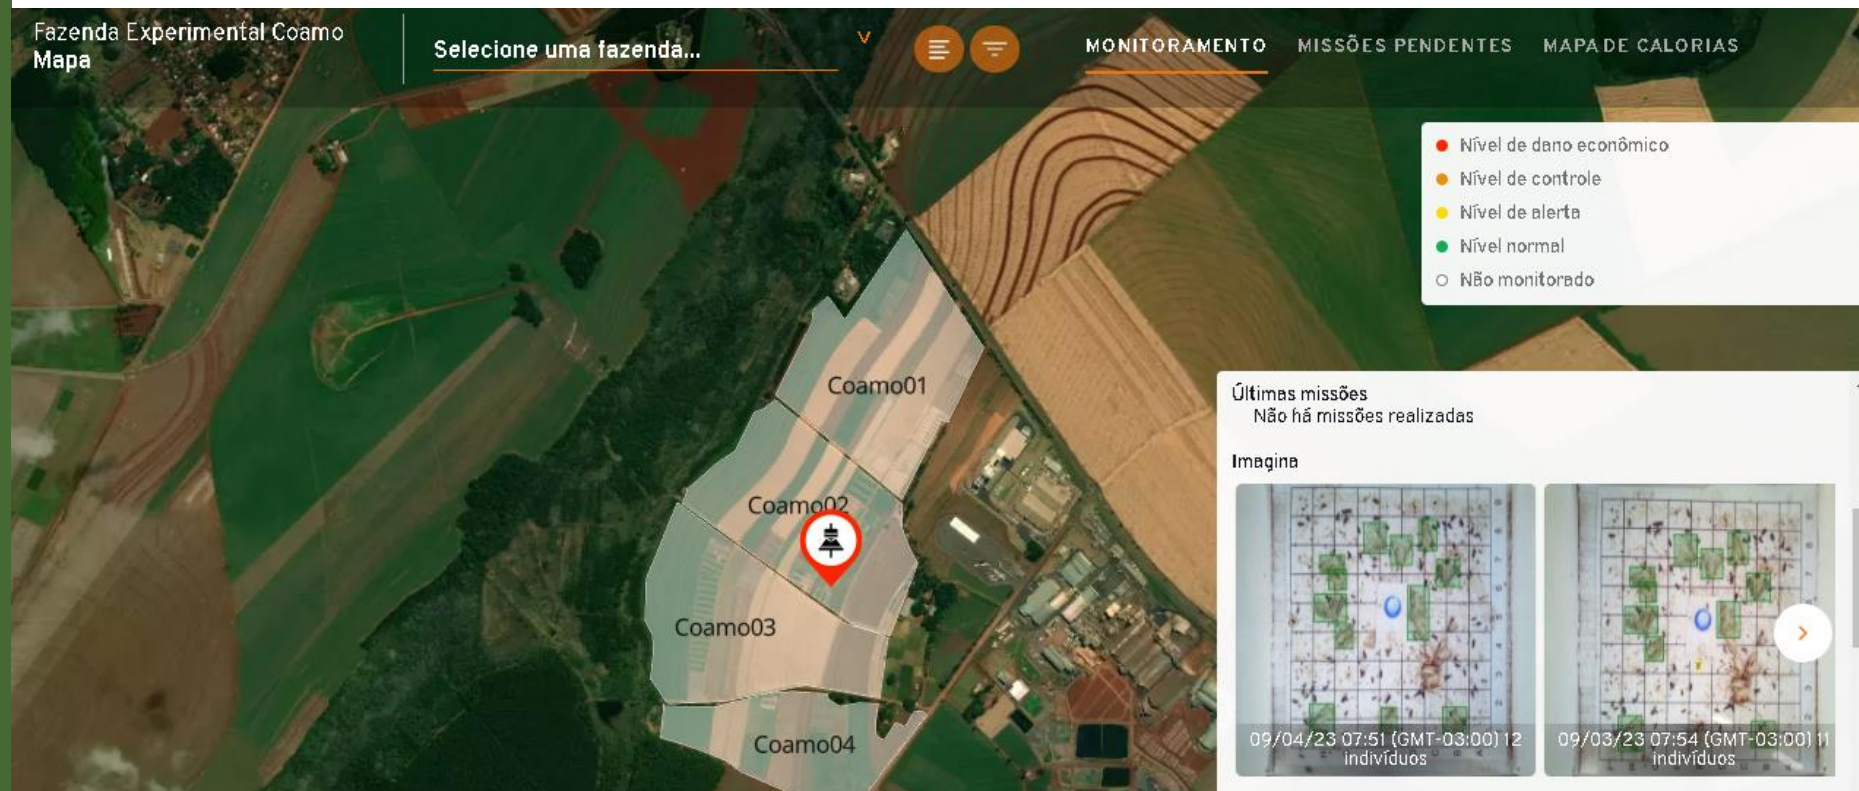 Fazenda Experimental Coamo
Mapa
Selecione uma fazenda...
MONITORAMENTO
MISSÕES PENDENTES
MAPA DE CALORIAS
Nível de dano econômico
Nível de controle
Nível de alerta
Nível normal
Não monitorado
Coamo01
Coamo02
Coamo03
Coamo04
Últimas missões
Não há missões realizadas
Imagina
09/04/23 07:51 (GMT-03:00) 12
indivíduos
09/03/23 07:54 (GMT-03:00) 11
indivíduos